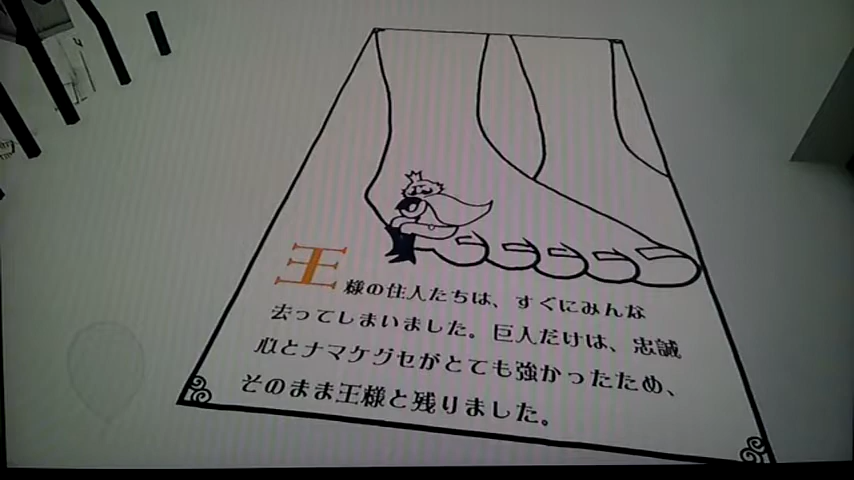 王様の住人たちは、すぐにみんな
去ってしまいました。巨人だけは、忠誠
心とナマケグセがとても強かったため、
そのまま王様と残りました。